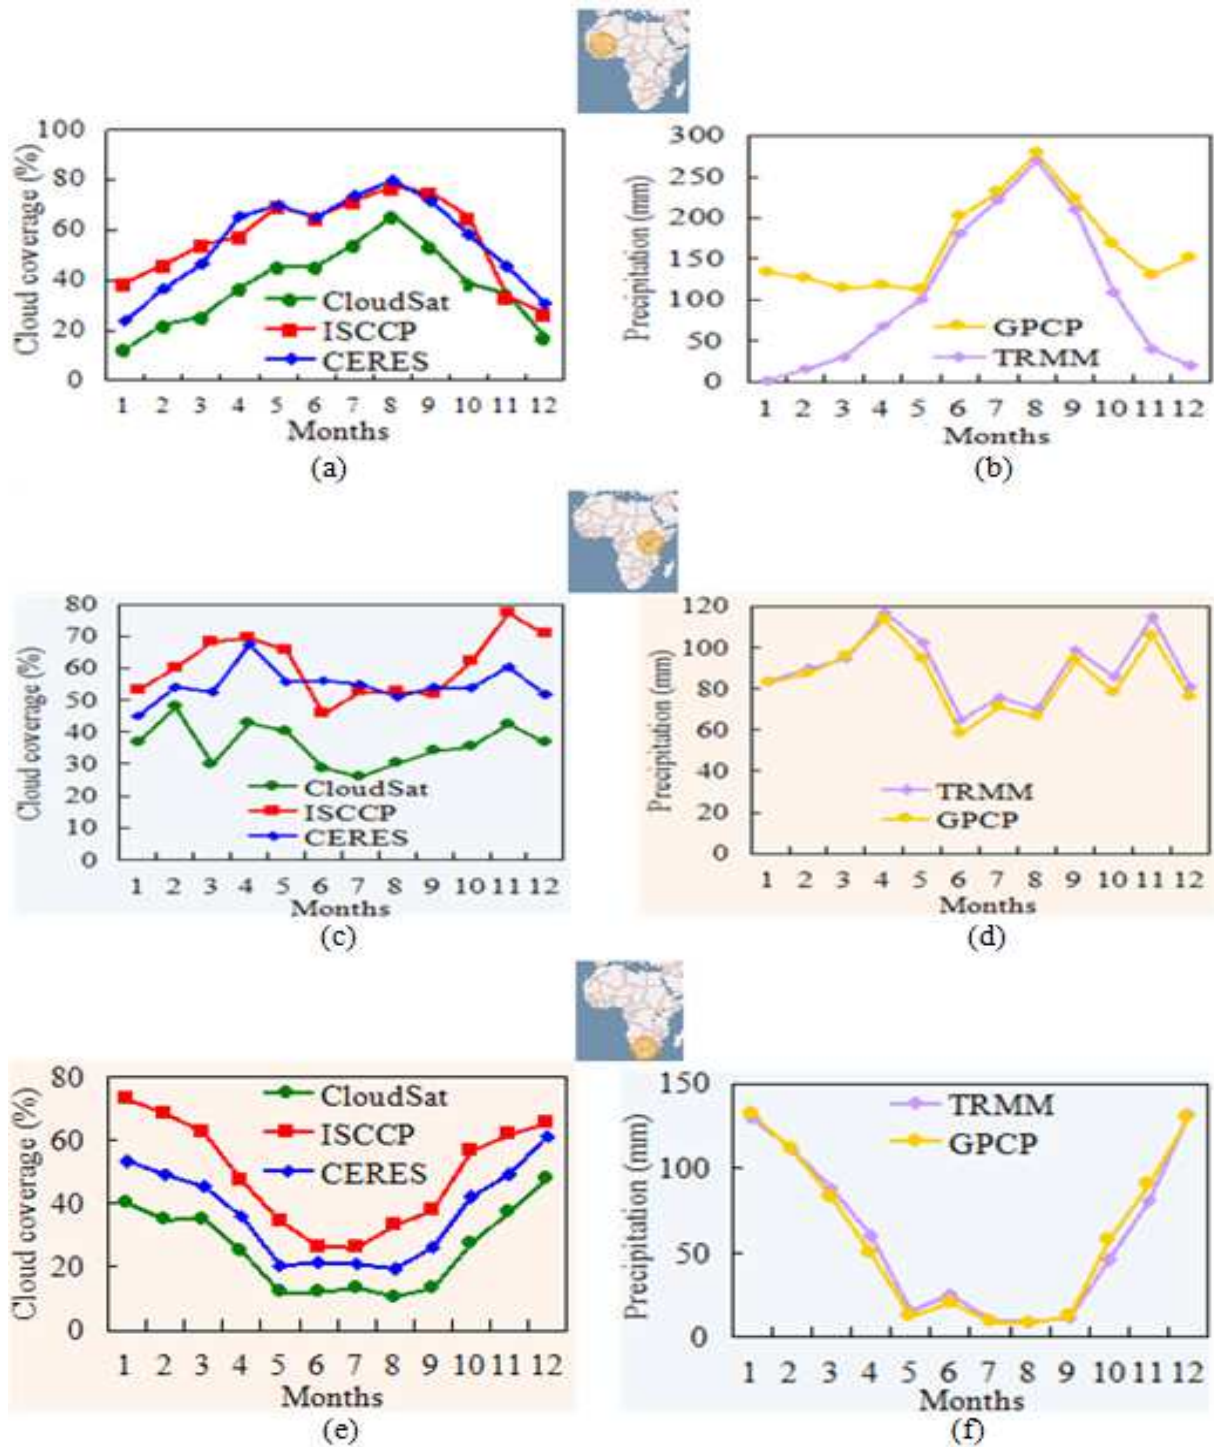 100
80
60
40
20
0
Cloud coverage (%)
CloudSat
ISCCP
CERES
1 2 3 4 5 6 7 8 9 10 11 12
Months
(a)
300
250
200
150
100
50
0
Precipitation (mm)
GPCP
TRMM
1 2 3 4 5 6 7 8 9 10 11 12
Months
(b)
80
70
60
50
40
30
20
10
0
Cloud coverage (%)
CloudSat
ISCCP
CERES
1 2 3 4 5 6 7 8 9 10 11 12
Months
(c)
120
100
80
60
40
20
0
Precipitation (mm)
TRMM
GPCP
1 2 3 4 5 6 7 8 9 10 11 12
Months
(d)
80
60
40
20
0
Cloud coverage (%)
CloudSat
ISCCP
CERES
1 2 3 4 5 6 7 8 9 10 11 12
Months
(e)
150
100
50
0
Precipitation (mm)
TRMM
GPCP
1 2 3 4 5 6 7 8 9 10 11 12
Months
(f)